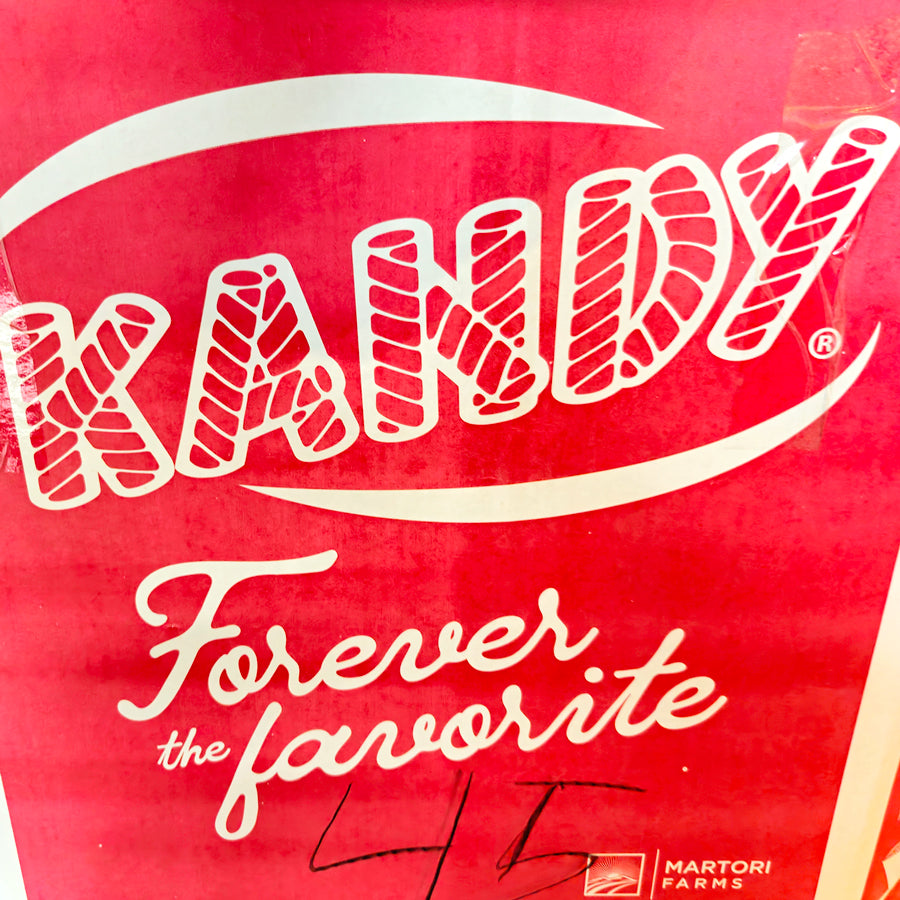 KANDY®
Forever
the favorite
45
MARTORI
FARMS